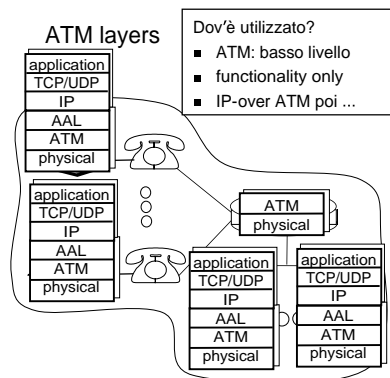 ATM layers
Dov'è utilizzato?
ATM: basso livello
functionality only
IP-over ATM poi ...
application
TCP/UDP
IP
AAL
ATM
physical
application
TCP/UDP
IP
AAL
ATM
physical
ATM
physical
application
TCP/UDP
IP
AAL
ATM
physical
application
TCP/UDP
IP
AAL
ATM
physical